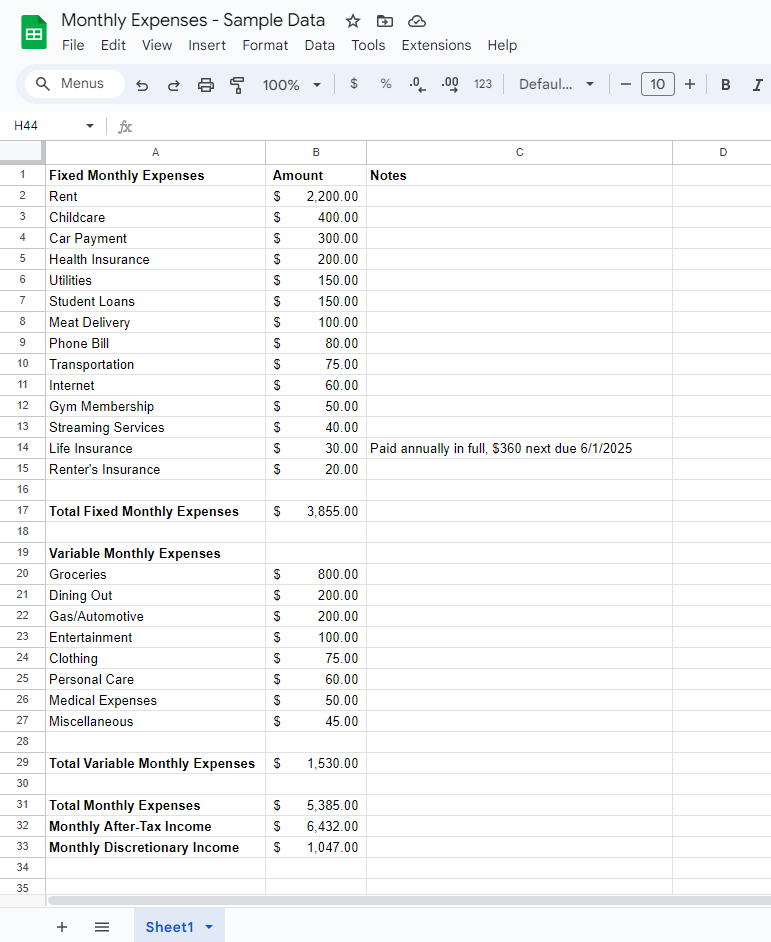 Monthly Expenses - Sample Data
File Edit View Insert Format Data Tools Extensions Help
Menus 100% $ % .0 .00 123 Defaul... 10 B I
H44 fx
A B C D
1 Fixed Monthly Expenses Amount Notes
2 Rent $ 2,200.00
3 Childcare $ 400.00
4 Car Payment $ 300.00
5 Health Insurance $ 200.00
6 Utilities $ 150.00
7 Student Loans $ 150.00
8 Meat Delivery $ 100.00
9 Phone Bill $ 80.00
10 Transportation $ 75.00
11 Internet $ 60.00
12 Gym Membership $ 50.00
13 Streaming Services $ 40.00
14 Life Insurance $ 30.00 Paid annually in full, $360 next due 6/1/2025
15 Renter's Insurance $ 20.00
16
17 Total Fixed Monthly Expenses $ 3,855.00
18
19 Variable Monthly Expenses
20 Groceries $ 800.00
21 Dining Out $ 200.00
22 Gas/Automotive $ 200.00
23 Entertainment $ 100.00
24 Clothing $ 75.00
25 Personal Care $ 60.00
26 Medical Expenses $ 50.00
27 Miscellaneous $ 45.00
28
29 Total Variable Monthly Expenses $ 1,530.00
30
31 Total Monthly Expenses $ 5,385.00
32 Monthly After-Tax Income $ 6,432.00
33 Monthly Discretionary Income $ 1,047.00
34
35
Sheet1